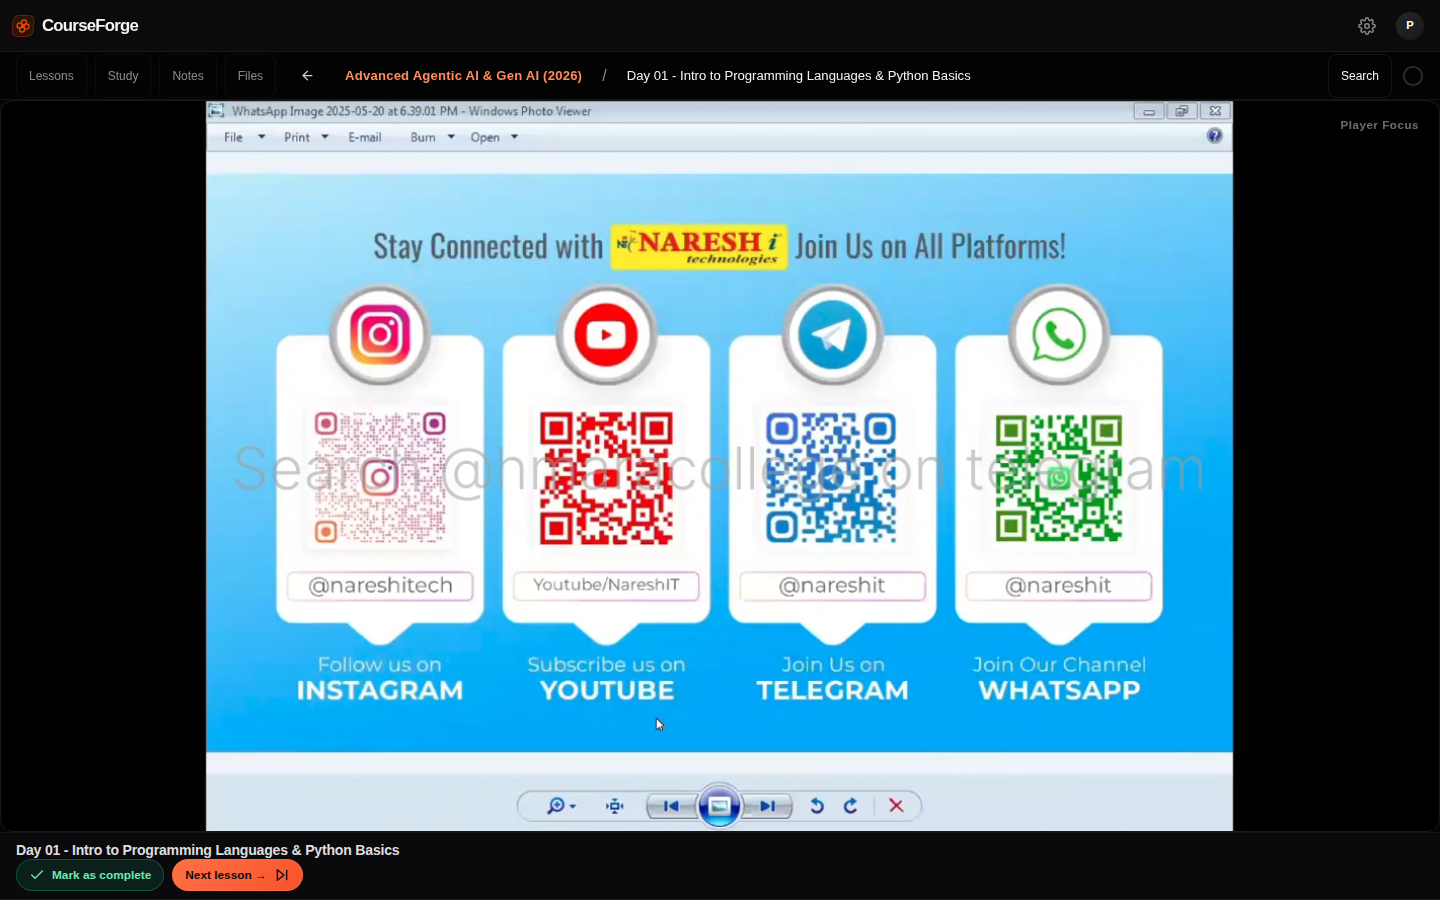 CourseForge
P
Lessons
Study
Notes
Files
Advanced Agentic AI & Gen AI (2026) / Day 01 - Intro to Programming Languages & Python Basics
Search
WhatsApp Image 2025-05-20 at 6.39.01 PM - Windows Photo Viewer
Player Focus
File
Print
E-mail
Burn
Open
Stay Connected with NARESH i technologies Join Us on All Platforms!
Search @hmaracollege on telegram
@nareshitech
Youtube/NareshIT
@nareshit
@nareshit
Follow us on
INSTAGRAM
Subscribe us on
YOUTUBE
Join Us on
TELEGRAM
Join Our Channel
WHATSAPP
Day 01 - Intro to Programming Languages & Python Basics
Mark as complete
Next lesson →